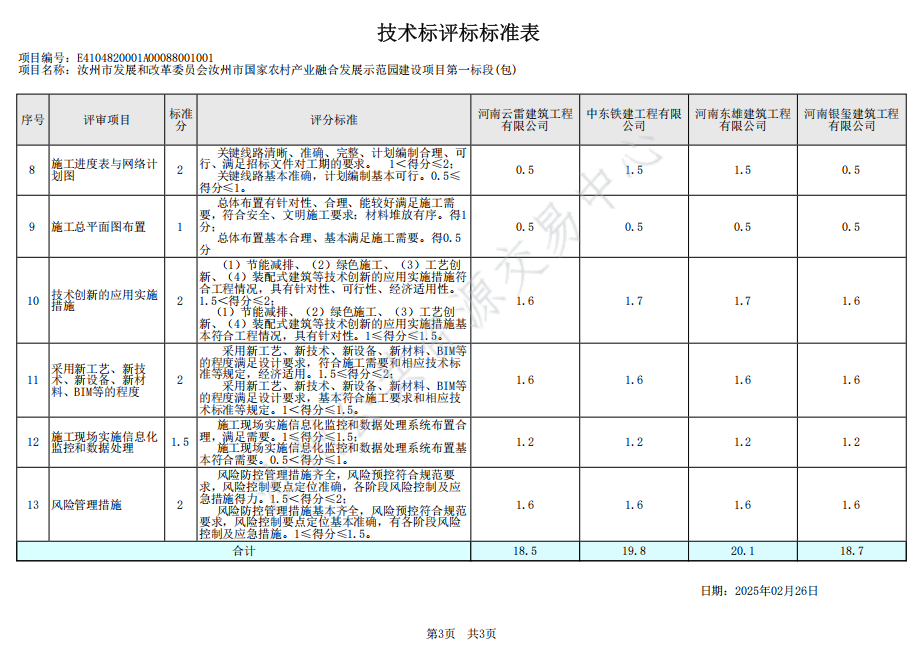 技术标评标标准表
项目编号: E4104820001A00088001001
项目名称: 汝州市发展和改革委员会汝州市国家农村产业融合发展示范园建设项目第一标段(包)
序号 评审项目 标准分 评分标准 河南云雷建筑工程有限公司 中东铁建工程有限公司 河南东雄建筑工程有限公司 河南银玺建筑工程有限公司
8 施工进度表与网络计划图 2 0.5 1.5 1.5 0.5
关键线路清晰、准确、完整、计划编制合理、可
行、满足招标文件对工期的要求。 1<得分≤2;
关键线路基本准确,计划编制基本可行。0.5≤
得分≤1。
9 施工总平面图布置 1 0.5 0.5 0.5 0.5
总体布置有针对性、合理、能较好满足施工需
要,符合安全、文明施工要求;材料堆放有序。得1
分;
总体布置基本合理、基本满足施工需要。得0.5
分
10 技术创新的应用实施措施 2 1.6 1.7 1.7 1.6
(1)节能减排、(2)绿色施工、(3)工艺创
新、(4)装配式建筑等技术创新的应用实施措施符
合工程情况,具有针对性、可行性、经济适用性。
1.5<得分≤2;
(1)节能减排、(2)绿色施工、(3)工艺创
新、(4)装配式建筑等技术创新的应用实施措施基
本符合工程情况,具有针对性。1≤得分≤1.5。
11 采用新工艺、新技术、新设备、新材料、BIM等的程度 2 1.6 1.6 1.6 1.6
采用新工艺、新技术、新设备、新材料、BIM等
的程度满足设计要求,符合施工需要和相应技术标
准等规定,经济适用。1.5≤得分≤2;
采用新工艺、新技术、新设备、新材料、BIM等
的程度满足设计要求,基本符合施工要求和相应技
术标准等规定。1<得分≤1.5。
12 施工现场实施信息化监控和数据处理 1.5 1.2 1.2 1.2 1.2
施工现场实施信息化监控和数据处理系统布置合
理,满足需要。1≤得分≤1.5;
施工现场实施信息化监控和数据处理系统布置基
本符合需要。0.5<得分≤1。
13 风险管理措施 2 1.6 1.6 1.6 1.6
风险防控管理措施齐全,风险预控符合规范要
求,风险控制要点定位准确,各阶段风险控制及应
急措施得力。1.5<得分≤2;
风险防控管理措施基本齐全,风险预控符合规范
要求,风险控制要点定位基本准确,有各阶段风险
控制及应急措施。1≤得分≤1.5。
合计 18.5 19.8 20.1 18.7
源交易中心
日期: 2025年02月26日
第3页 共3页